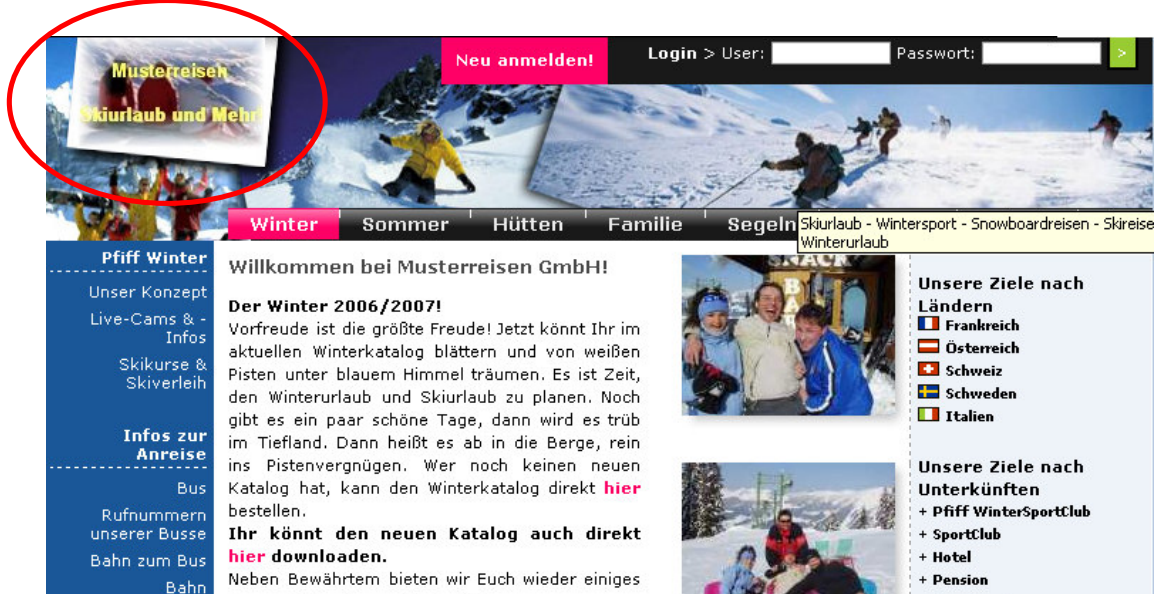 Musterreisen
Skiurlaub und Mehr!
Neu anmelden!
Login > User:
Passwort:
>
Winter
Sommer
Hütten
Familie
Segeln
Skiurlaub - Wintersport - Snowboardreisen - Skireise
Winterurlaub
Pfiff Winter
Unser Konzept
Live-Cams & -
Infos
Skikurse &
Skiverleih
Infos zur
Anreise
Bus
Rufnummern
unserer Busse
Bahn zum Bus
Bahn
Willkommen bei Musterreisen GmbH!
Der Winter 2006/2007!
Vorfreude ist die größte Freude! Jetzt könnt Ihr im
aktuellen Winterkatalog blättern und von weißen
Pisten unter blauem Himmel träumen. Es ist Zeit,
den Winterurlaub und Skiurlaub zu planen. Noch
gibt es ein paar schöne Tage, dann wird es trüb
im Tiefland. Dann heißt es ab in die Berge, rein
ins Pistenvergnügen. Wer noch keinen neuen
Katalog hat, kann den Winterkatalog direkt hier
bestellen.
Ihr könnt den neuen Katalog auch direkt
hier downloaden.
Neben Bewährtem bieten wir Euch wieder einiges
SNACK
BA
Unsere Ziele nach
Ländern
Frankreich
Österreich
Schweiz
Schweden
Italien
Unsere Ziele nach
Unterkünften
+ Pfiff WinterSportClub
+ SportClub
+ Hotel
+ Pension